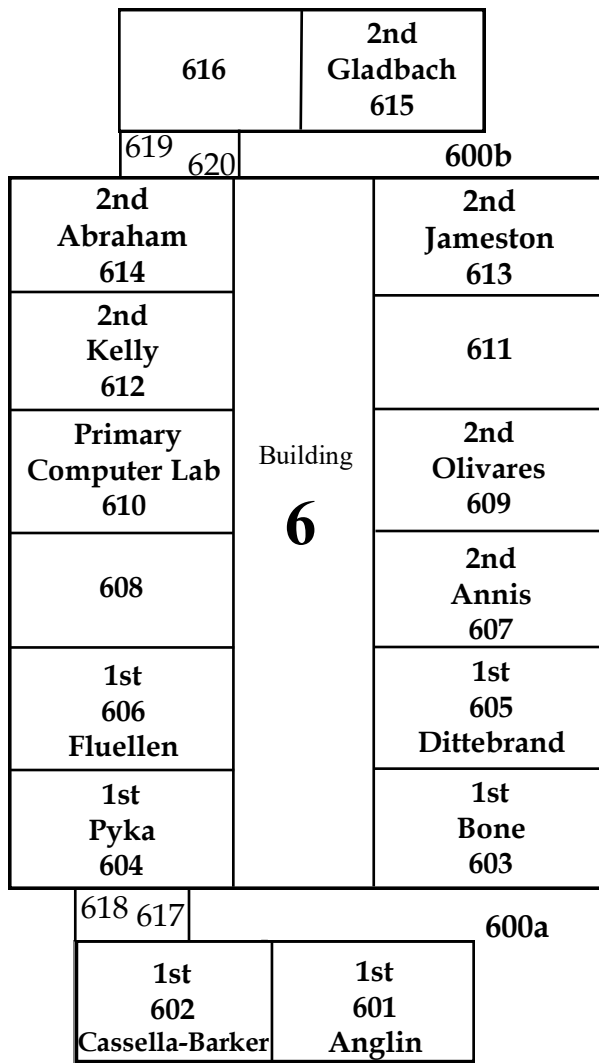 616
2nd
Gladbach
615
619
620
600b
2nd
Abraham
614
2nd
Jameston
613
2nd
Kelly
612
611
Primary
Computer Lab
610
Building
6
2nd
Olivares
609
608
2nd
Annis
607
1st
606
Fluellen
1st
605
Dittebrand
1st
Pyka
604
1st
Bone
603
618 617
600a
1st
602
Cassella-Barker
1st
601
Anglin